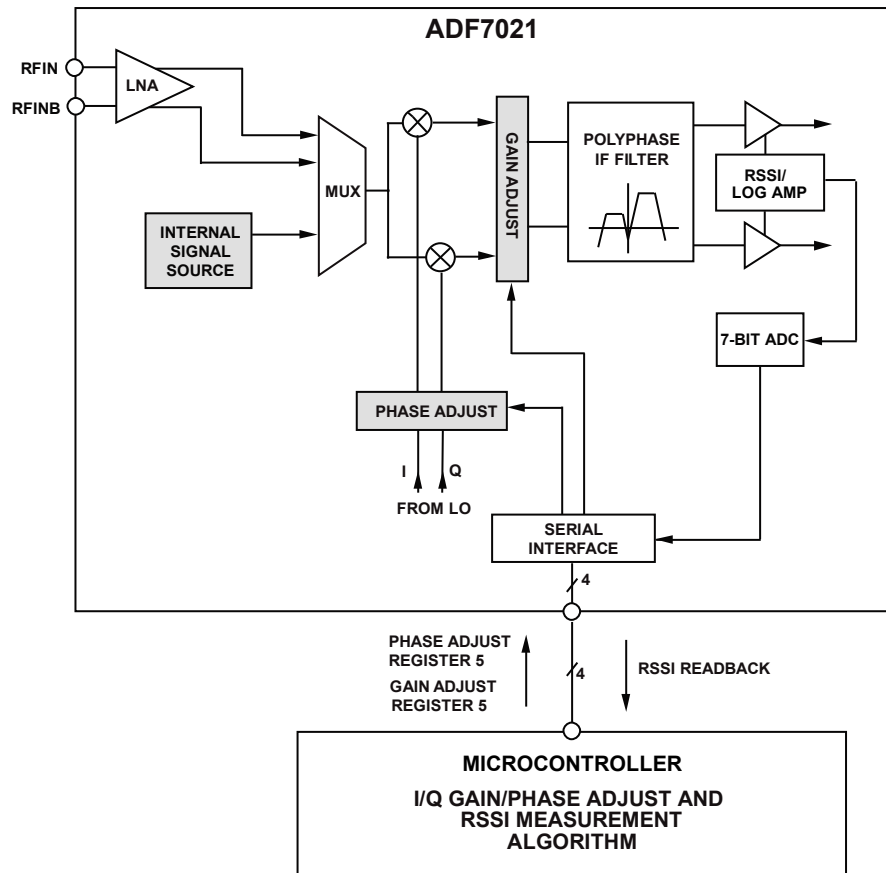 ADF7021
RFIN
RFINB
LNA
MUX
INTERNAL
SIGNAL
SOURCE
GAIN ADJUST
POLYPHASE
IF FILTER
RSSI/
LOG AMP
7-BIT ADC
PHASE ADJUST
I
Q
FROM LO
SERIAL
INTERFACE
4
PHASE ADJUST
REGISTER 5
GAIN ADJUST
REGISTER 5
4
RSSI READBACK
MICROCONTROLLER
I/Q GAIN/PHASE ADJUST AND
RSSI MEASUREMENT
ALGORITHM